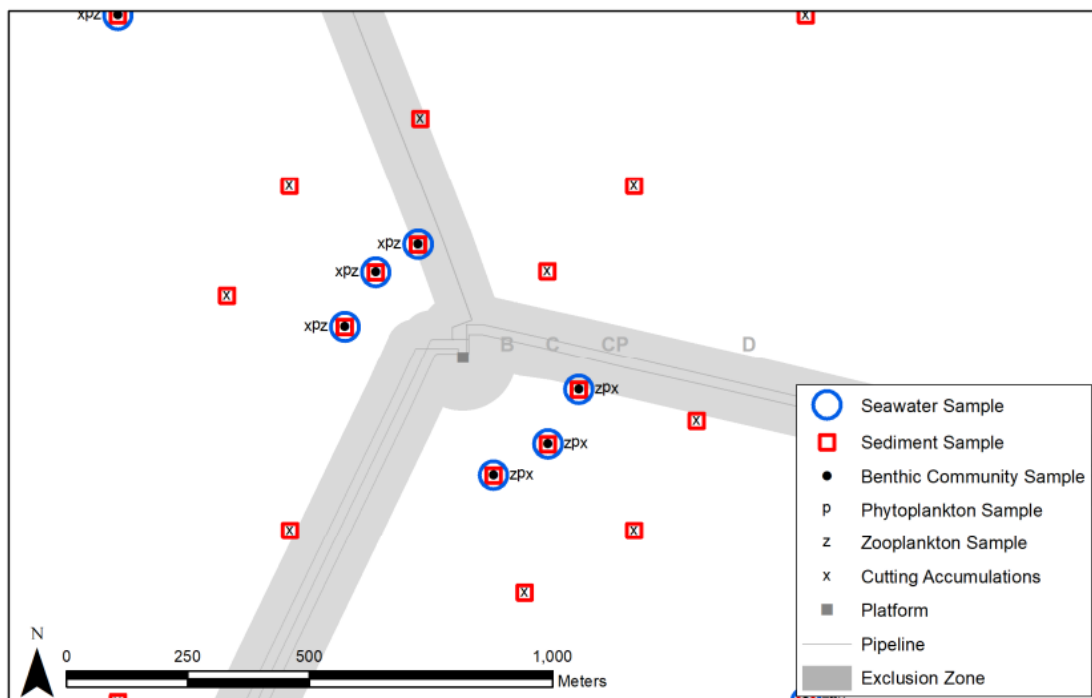 xpz
x
x
x
x
xpz
xpz
x
x
xpz
B C CP D
zpx
x
zpx
zpx
x
x
x
N
0 250 500 1,000
Meters
Seawater Sample
Sediment Sample
Benthic Community Sample
p Phytoplankton Sample
z Zooplankton Sample
x Cutting Accumulations
Platform
Pipeline
Exclusion Zone